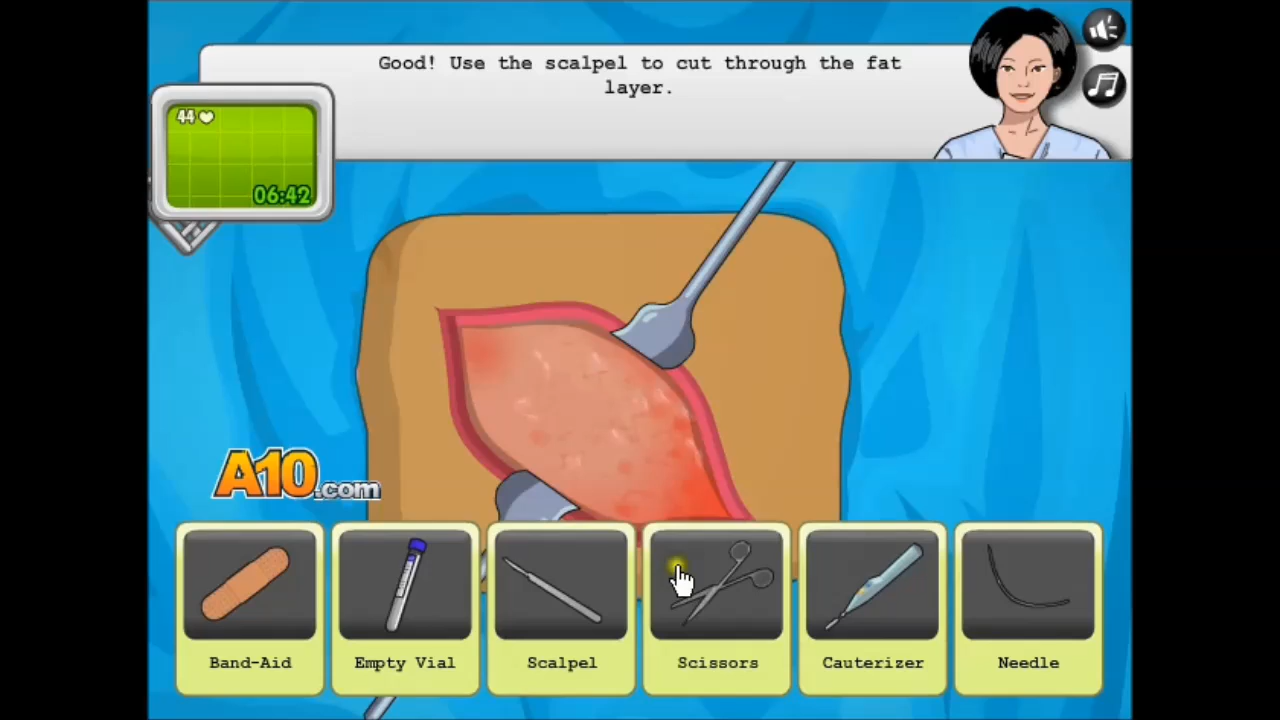 Good! Use the scalpel to cut through the fat
layer.
44
06:42
A10.com
Band-Aid
Empty Vial
Scalpel
Scissors
Cauterizer
Needle